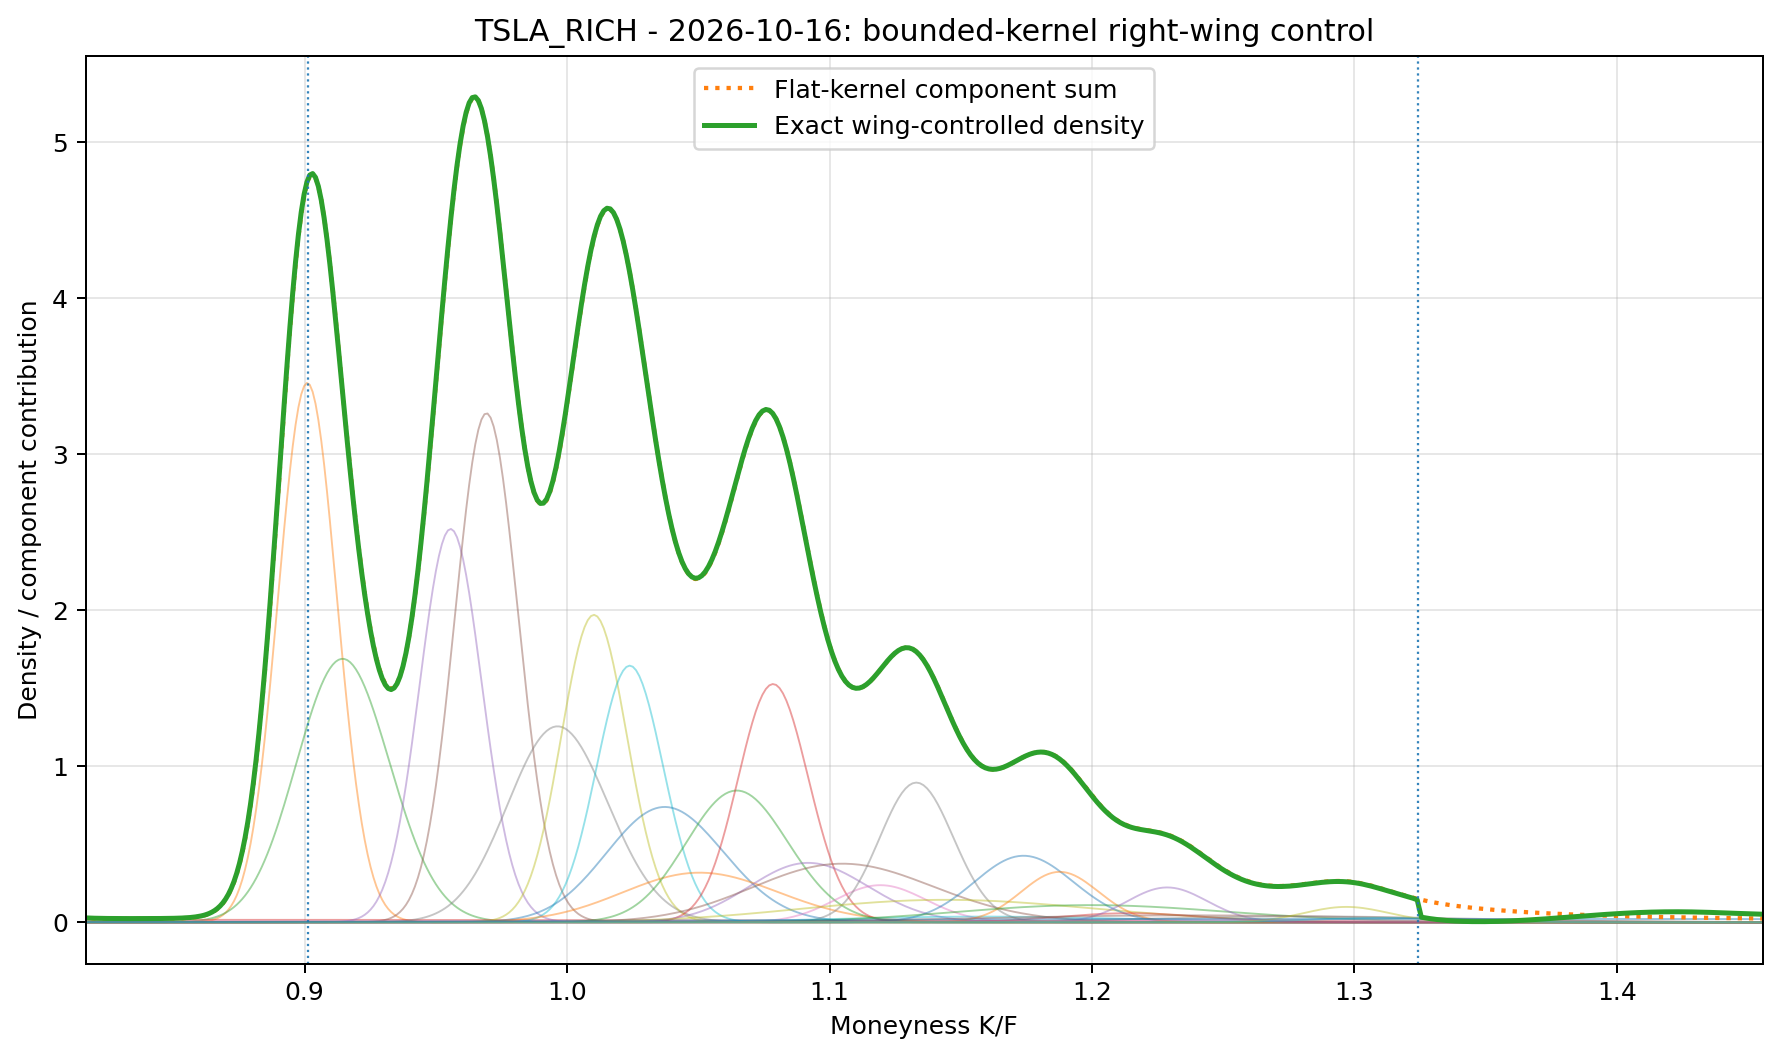 TSLA_RICH - 2026-10-16: bounded-kernel right-wing control
Flat-kernel component sum
Exact wing-controlled density
Density / component contribution
5
4
3
2
1
0
0.9 1.0 1.1 1.2 1.3 1.4
Moneyness K/F